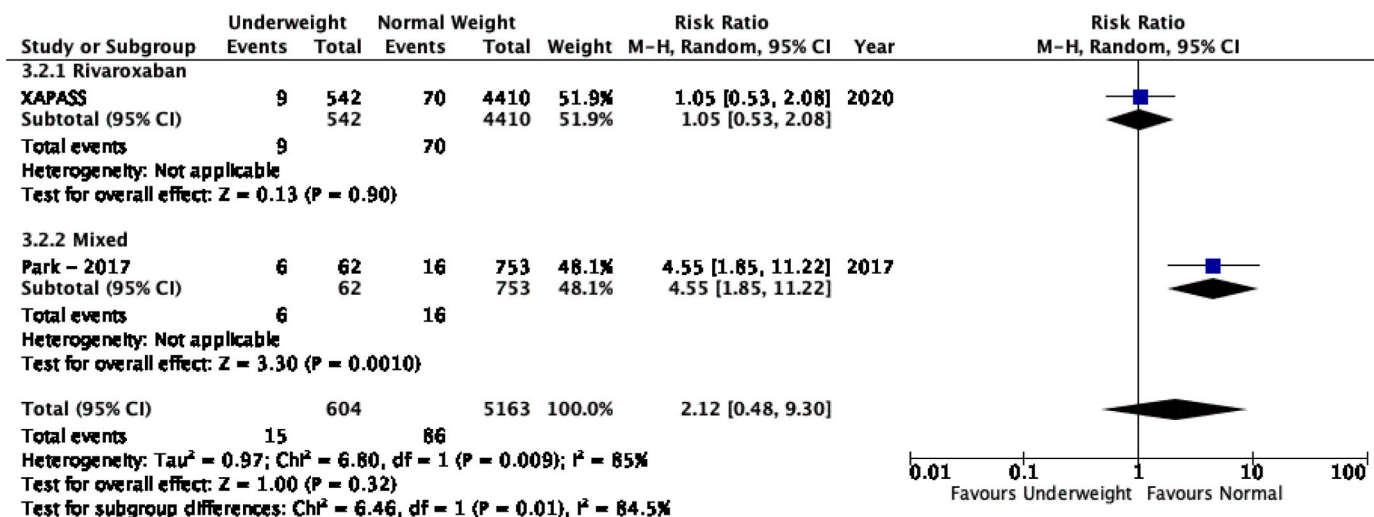 Underweight Normal Weight Risk Ratio Risk Ratio
Study or Subgroup Events Total Events Total Weight M-H, Random, 95% CI Year M-H, Random, 95% CI
3.2.1 Rivaroxaban
XAPASS 9 542 70 4410 51.9% 1.05 [0.53, 2.08] 2020
Subtotal (95% CI) 542 4410 51.9% 1.05 [0.53, 2.08]
Total events 9 70
Heterogeneity: Not applicable
Test for overall effect: Z = 0.13 (P = 0.90)
3.2.2 Mixed
Park – 2017 6 62 16 753 48.1% 4.55 [1.85, 11.22] 2017
Subtotal (95% CI) 62 753 48.1% 4.55 [1.85, 11.22]
Total events 6 16
Heterogeneity: Not applicable
Test for overall effect: Z = 3.30 (P = 0.0010)
Total (95% CI) 604 5163 100.0% 2.12 [0.48, 9.30]
Total events 15 86
Heterogeneity: Tau² = 0.97; Chi² = 6.80, df = 1 (P = 0.009); I² = 85%
Test for overall effect: Z = 1.00 (P = 0.32)
Test for subgroup differences: Chi² = 6.46, df = 1 (P = 0.01), I² = 84.5%
0.01 0.1 1 10 100
Favours Underweight Favours Normal